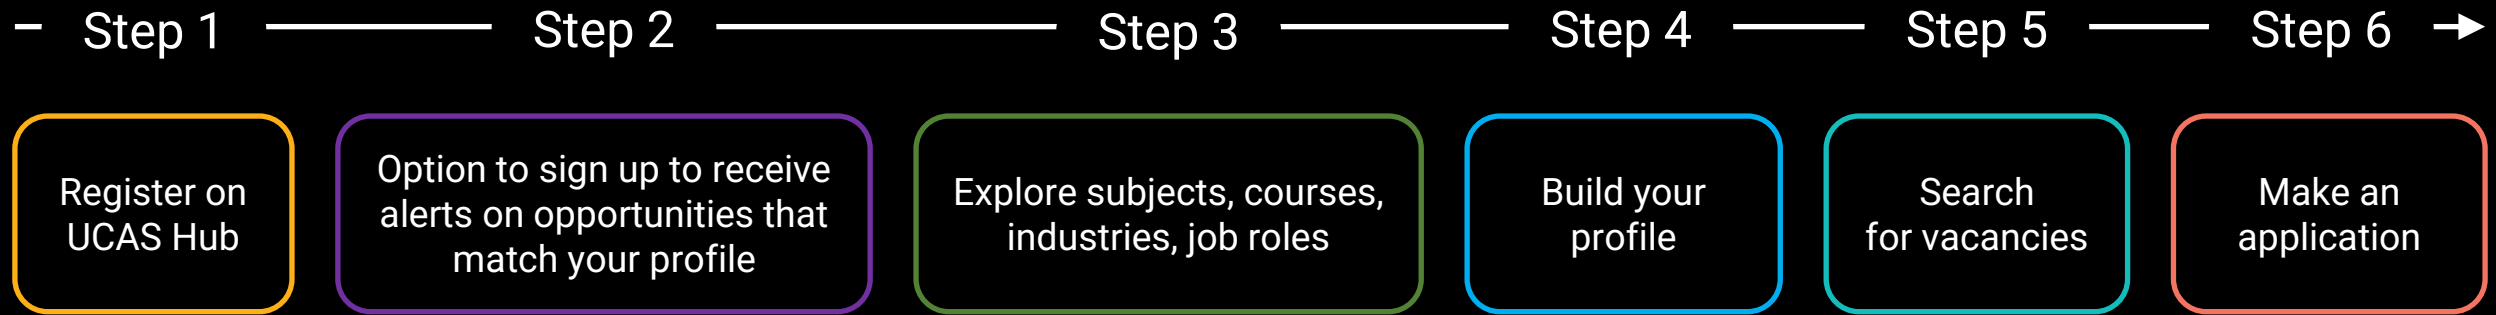 Step 1
Step 2
Step 3
Step 4
Step 5
Step 6
Register on
UCAS Hub
Option to sign up to receive
alerts on opportunities that
match your profile
Explore subjects, courses,
industries, job roles
Build your
profile
Search
for vacancies
Make an
application